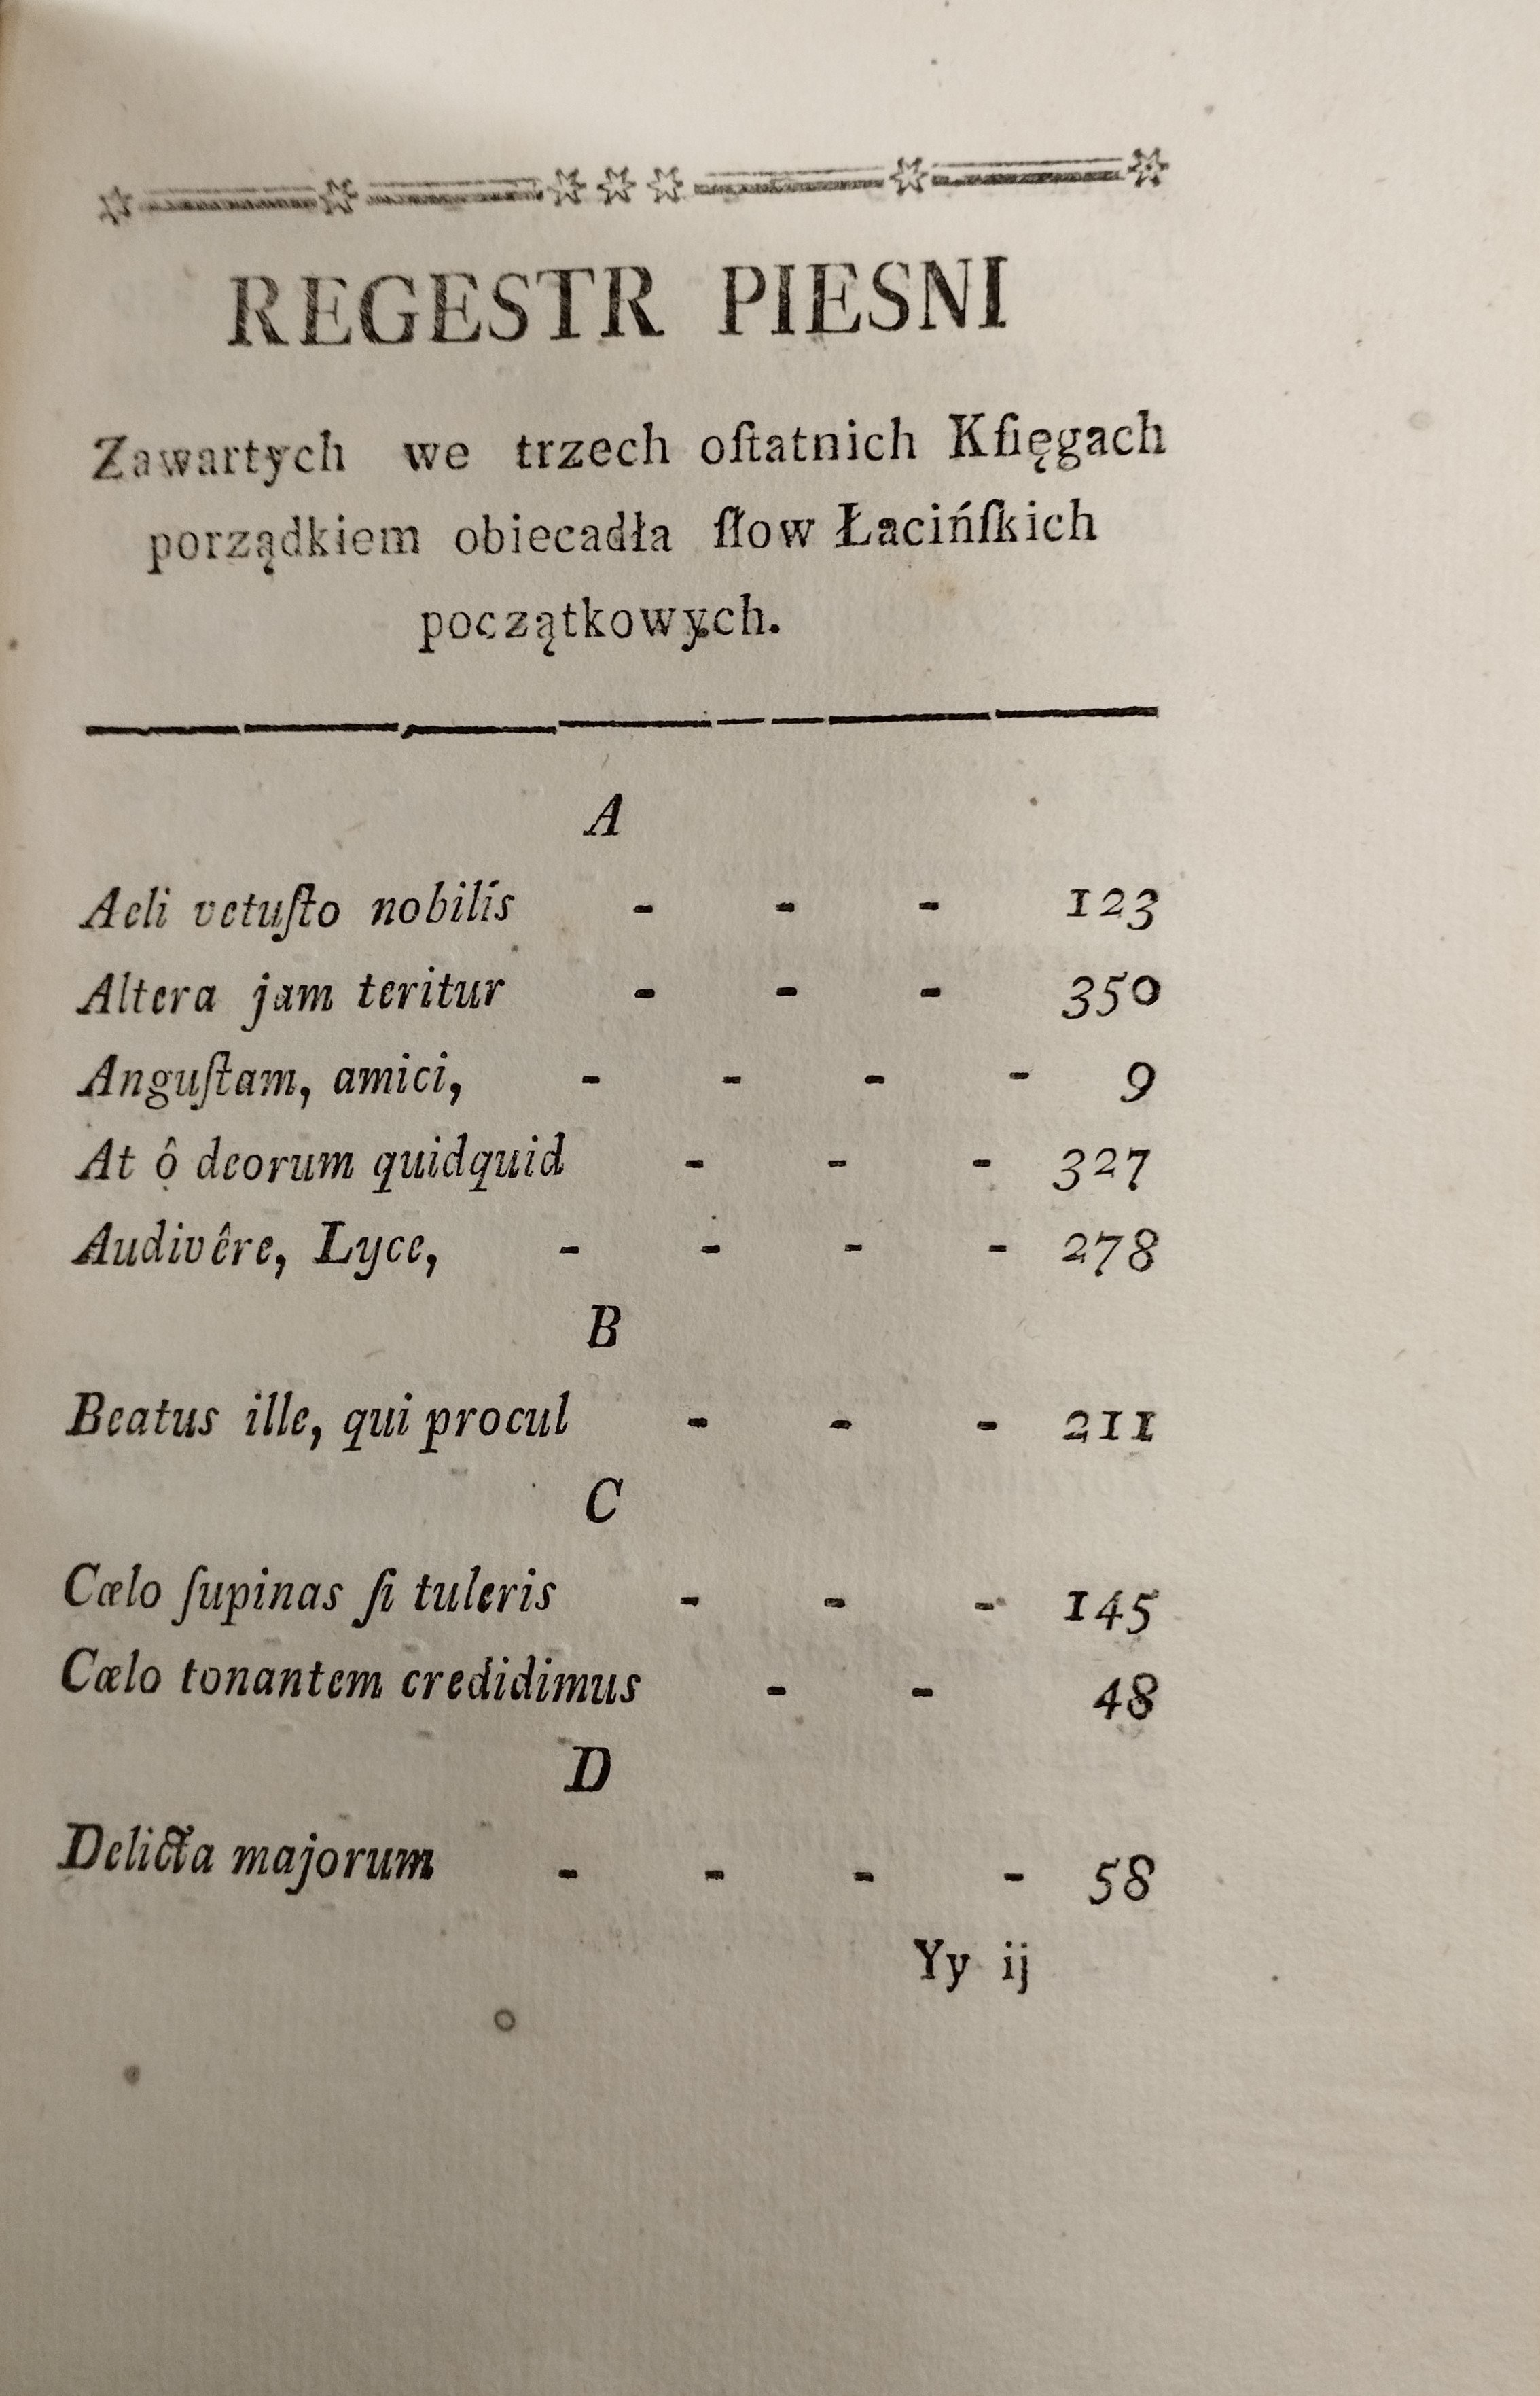 REGESTR PIESNI
Zawartych we trzech oſtatnich Kſięgach
porządkiem obiecadła ſłow Łacińſkich
początkowych.
A
Aeli vetuſto nobilis - - - 123
Altera jam teritur - - - 350
Anguſtam, amici, - - - - 9
At ô deorum quidquid - - - 327
Audivêre, Lyce, - - - - 278
B
Beatus ille, qui procul - - - 211
C
Cælo ſupinas ſi tuleris - - - 145
Cælo tonantem credidimus - - 48
D
Delicta majorum - - - - 58
Yy ij